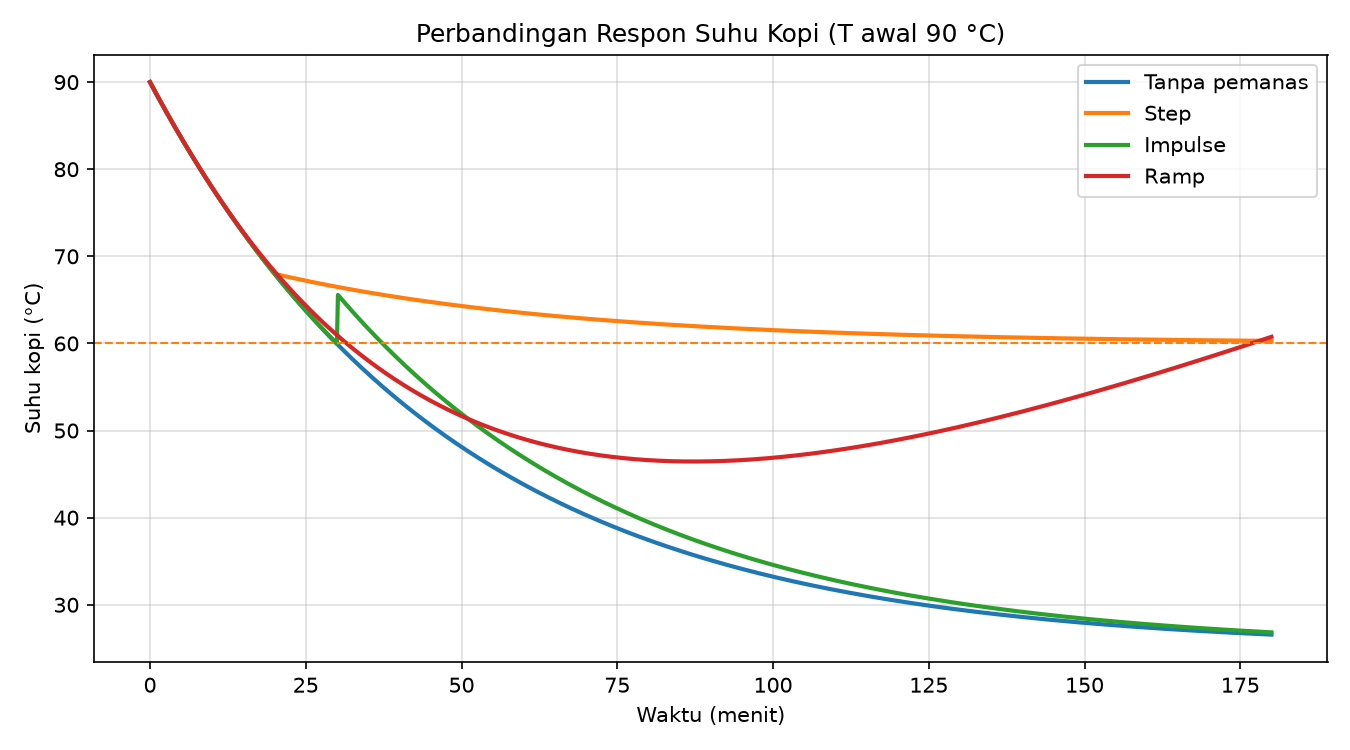 Perbandingan Respon Suhu Kopi (T awal 90 °C)
Tanpa pemanas
Step
Impulse
Ramp
Suhu kopi (°C)
90
80
70
60
50
40
30
0
25
50
75
100
125
150
175
Waktu (menit)